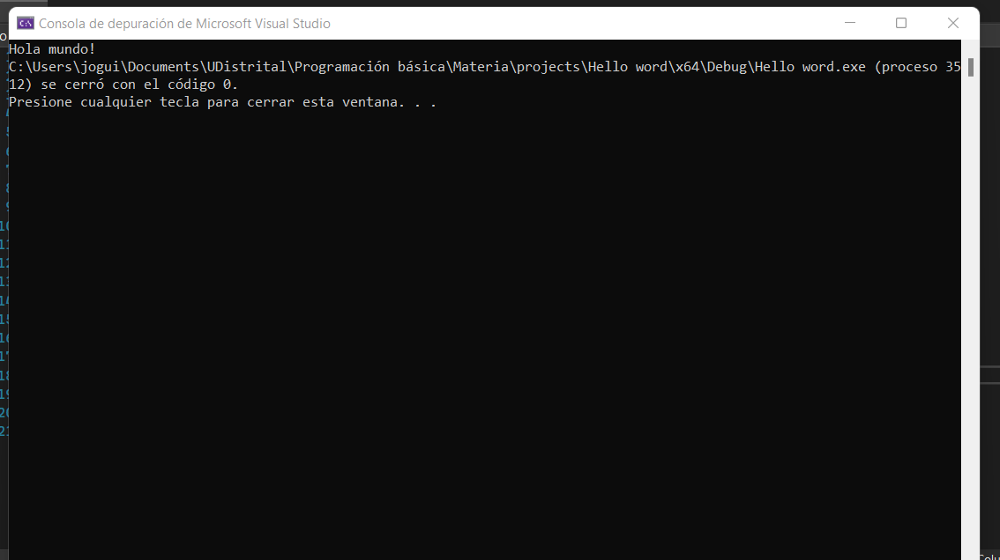 Consola de depuración de Microsoft Visual Studio
Hola mundo!
C:\Users\jogui\Documents\UDistrital\Programación básica\Materia\projects\Hello word\x64\Debug\Hello word.exe (proceso 35
12) se cerró con el código 0.
Presione cualquier tecla para cerrar esta ventana. . .